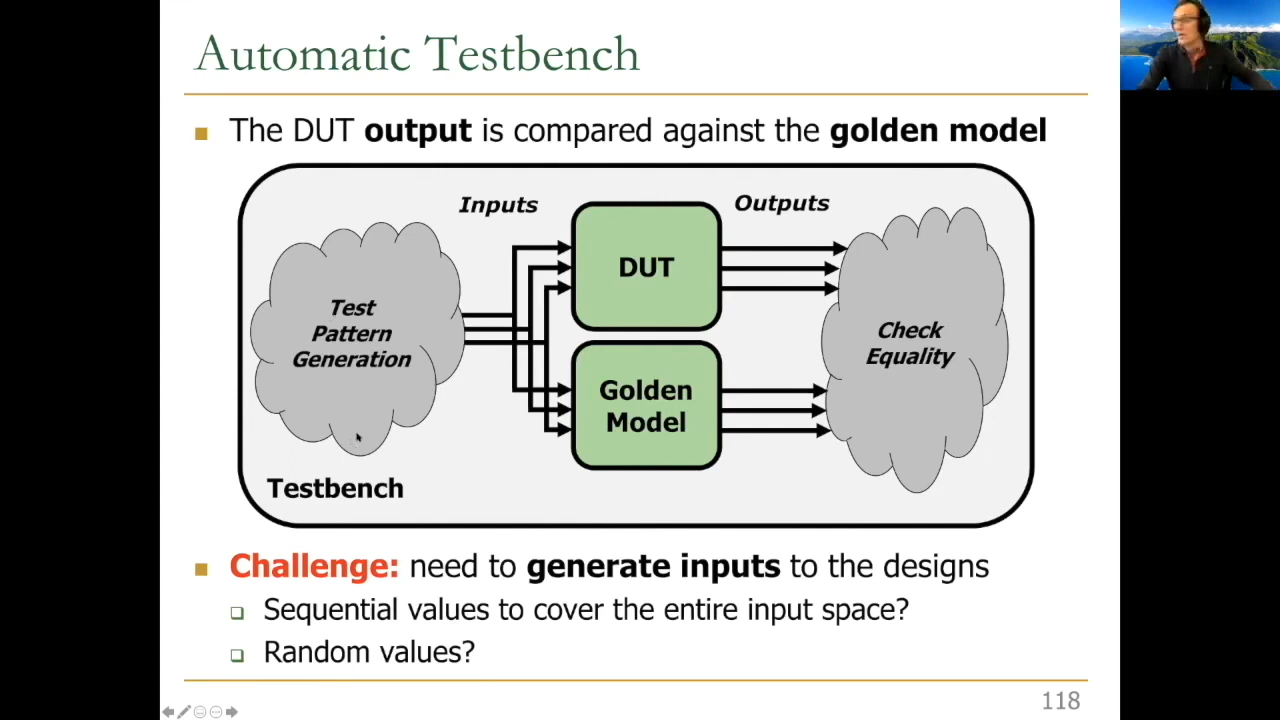 Automatic Testbench
The DUT output is compared against the golden model
Inputs
Outputs
DUT
Test
Pattern
Generation
Check
Equality
Golden
Model
Testbench
Challenge: need to generate inputs to the designs
Sequential values to cover the entire input space?
Random values?
118